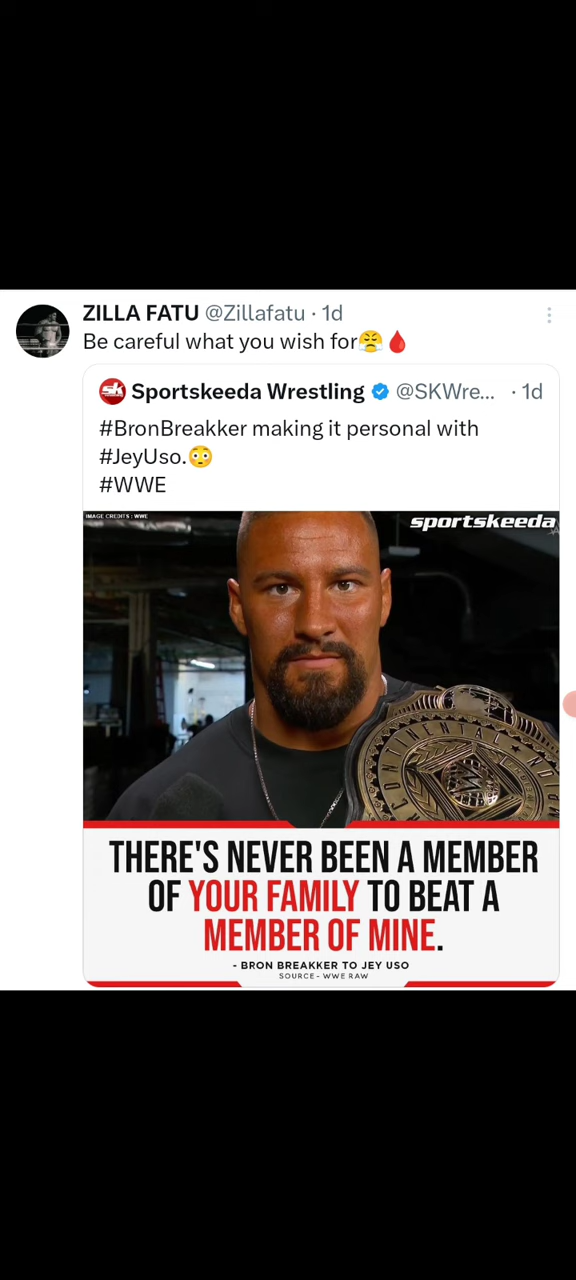 ZILLA FATU @Zillafatu · 1d
Be careful what you wish for😤🩸
sk Sportskeeda Wrestling @SKWre... · 1d
#BronBreakker making it personal with
#JeyUso.😳
#WWE
IMAGE CREDITS : WWE
sportskeeda
CONTINENTAL
THERE'S NEVER BEEN A MEMBER
OF YOUR FAMILY TO BEAT A
MEMBER OF MINE.
- BRON BREAKKER TO JEY USO
SOURCE - WWE RAW